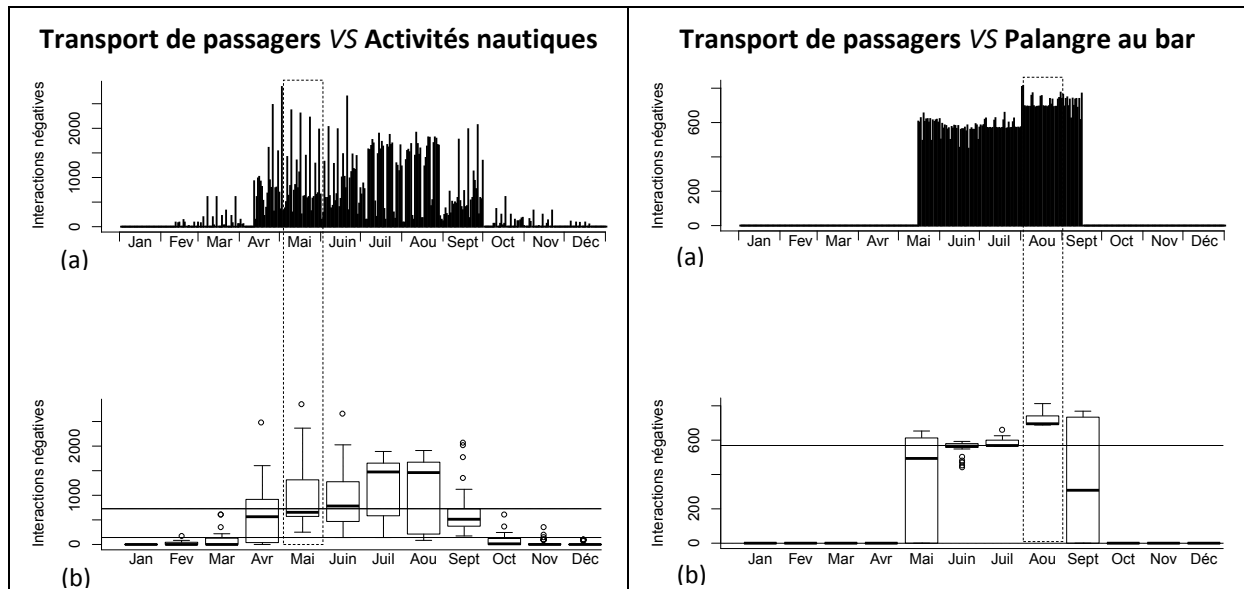 Transport de passagers VS Activités nautiques
Interactions négatives
2000
1000
0
Jan Fev Mar Avr Mai Juin Juil Aou Sept Oct Nov Déc
(a)
Interactions négatives
2000
1000
0
Jan Fev Mar Avr Mai Juin Juil Aou Sept Oct Nov Déc
(b)
Transport de passagers VS Palangre au bar
Interactions négatives
600
400
200
0
Jan Fev Mar Avr Mai Juin Juil Aou Sept Oct Nov Déc
(a)
Interactions négatives
600
400
200
0
Jan Fev Mar Avr Mai Juin Juil Aou Sept Oct Nov Déc
(b)